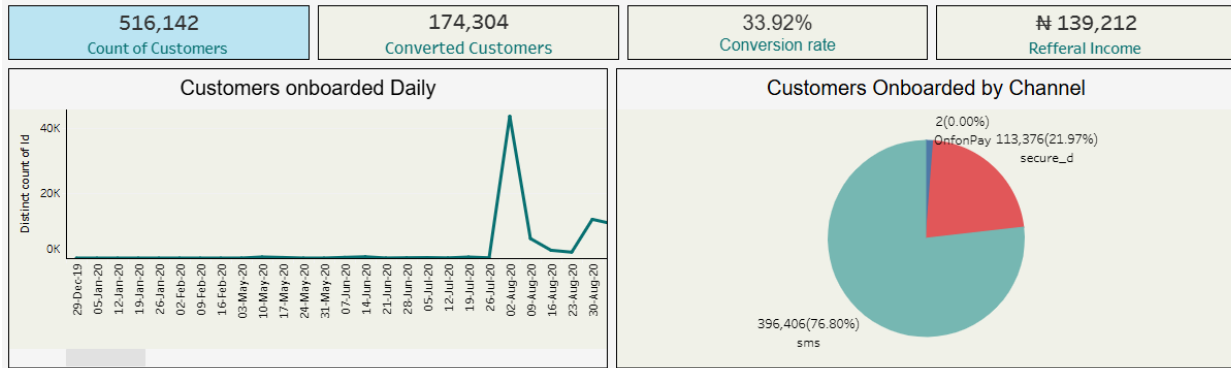 516,142
Count of Customers
174,304
Converted Customers
33.92%
Conversion rate
₦ 139,212
Refferal Income
Customers onboarded Daily
Distinct count of Id
40K
20K
0K
29-Dec-19
05-Jan-20
12-Jan-20
19-Jan-20
26-Jan-20
02-Feb-20
09-Feb-20
16-Feb-20
03-May-20
10-May-20
17-May-20
24-May-20
31-May-20
07-Jun-20
14-Jun-20
21-Jun-20
28-Jun-20
05-Jul-20
12-Jul-20
19-Jul-20
26-Jul-20
02-Aug-20
09-Aug-20
16-Aug-20
23-Aug-20
30-Aug-20
Customers Onboarded by Channel
2(0.00%)
OnfonPay
113,376(21.97%)
secure_d
396,406(76.80%)
sms